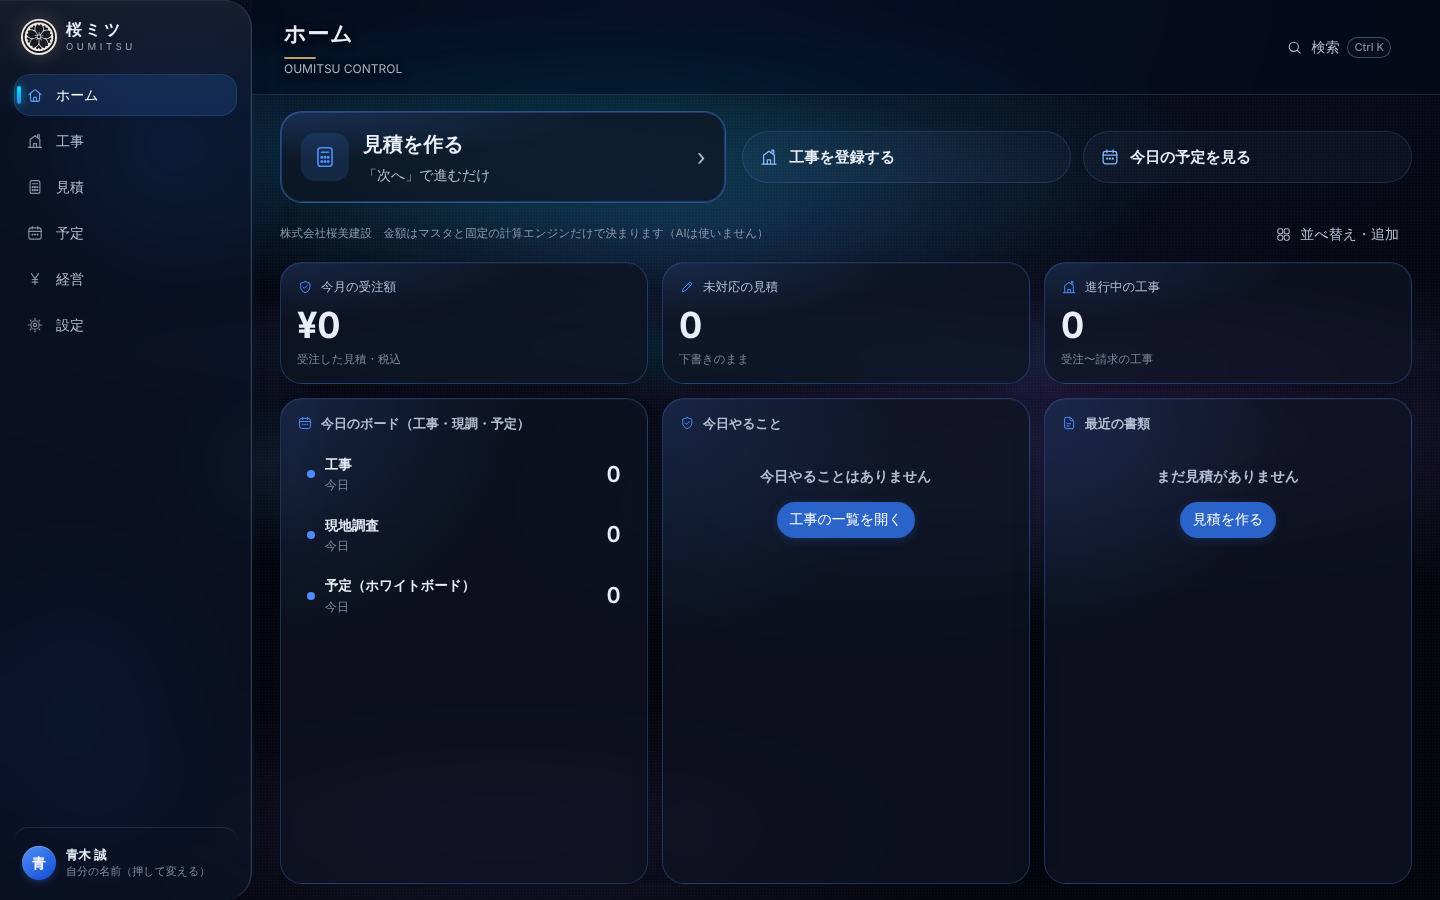 桜ミツ
OUMITSU
ホーム
工事
見積
予定
経営
設定
青
青木 誠
自分の名前（押して変える）
ホーム
OUMITSU CONTROL
検索 Ctrl K
見積を作る
「次へ」で進むだけ
工事を登録する
今日の予定を見る
株式会社桜美建設　金額はマスタと固定の計算エンジンだけで決まります（AIは使いません）
並べ替え・追加
今月の受注額
¥0
受注した見積・税込
未対応の見積
0
下書きのまま
進行中の工事
0
受注〜請求の工事
今日のボード（工事・現調・予定）
工事
今日
0
現地調査
今日
0
予定（ホワイトボード）
今日
0
今日やること
今日やることはありません
工事の一覧を開く
最近の書類
まだ見積がありません
見積を作る